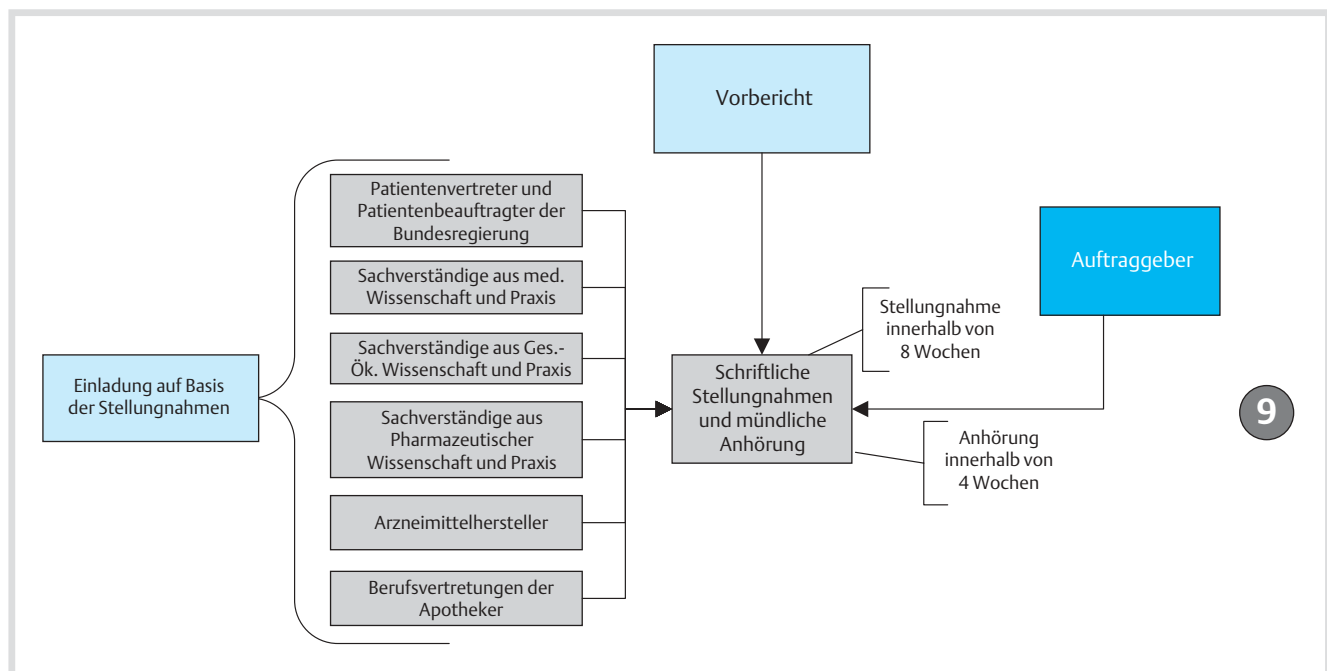 Vorbericht
Patientenvertreter und
Patientenbeauftragter der
Bundesregierung
Sachverständige aus med.
Wissenschaft und Praxis
Sachverständige aus Ges.-
Ök. Wissenschaft und Praxis
Sachverständige aus
Pharmazeutischer
Wissenschaft und Praxis
Arzneimittelhersteller
Berufsvertretungen der
Apotheker
Einladung auf Basis
der Stellungnahmen
Schriftliche
Stellungnahmen
und mündliche
Anhörung
Stellungnahme
innerhalb von
8 Wochen
Auftraggeber
Anhörung
innerhalb von
4 Wochen
9